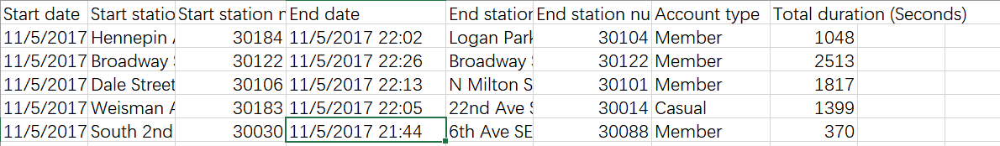 Start date Start statio Start station n End date End station End station nu Account type Total duration (Seconds)
11/5/2017 Hennepin 30184 11/5/2017 22:02 Logan Park 30104 Member 1048
11/5/2017 Broadway 30122 11/5/2017 22:26 Broadway 30122 Member 2513
11/5/2017 Dale Street 30106 11/5/2017 22:13 N Milton S 30101 Member 1817
11/5/2017 Weisman 30183 11/5/2017 22:05 22nd Ave 30014 Casual 1399
11/5/2017 South 2nd 30030 11/5/2017 21:44 6th Ave SE 30088 Member 370